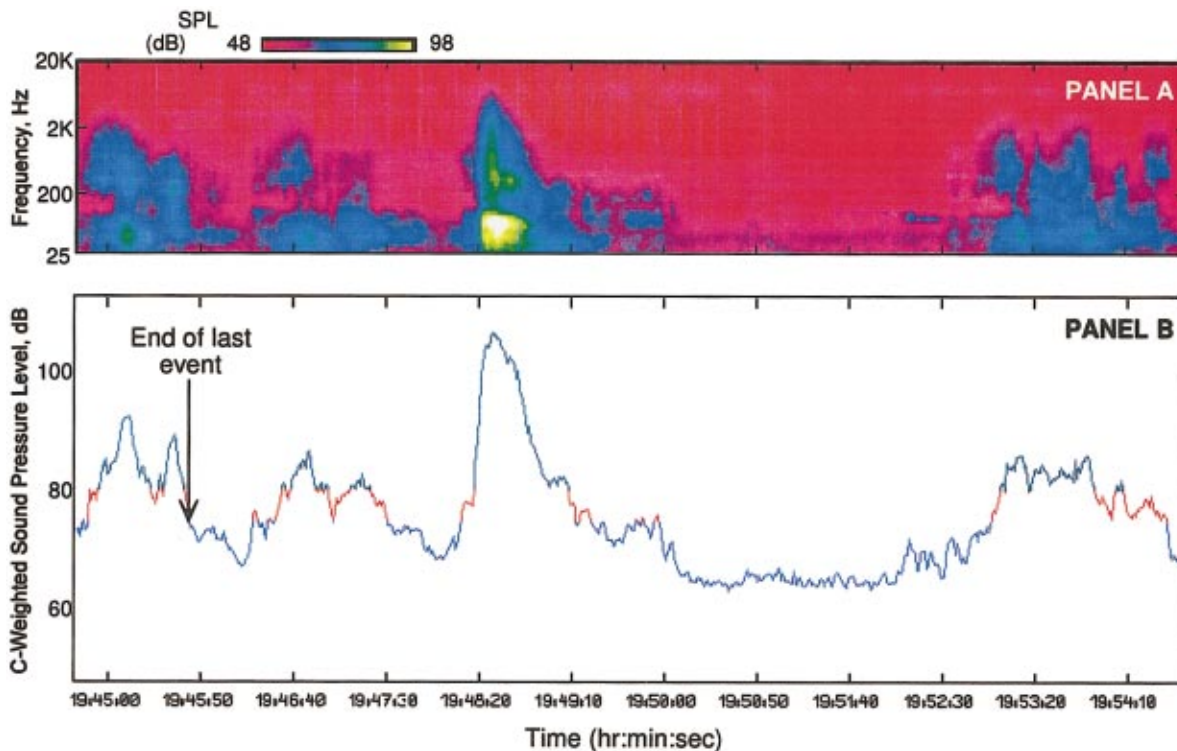 SPL
(dB) 48 98
20K
2K
200
25
Frequency, Hz
PANEL A
C-Weighted Sound Pressure Level, dB
100
80
60
End of last
event
PANEL B
19:45:00 19:45:50 19:46:40 19:47:30 19:48:20 19:49:10 19:50:00 19:50:50 19:51:40 19:52:30 19:53:20 19:54:10
Time (hr:min:sec)